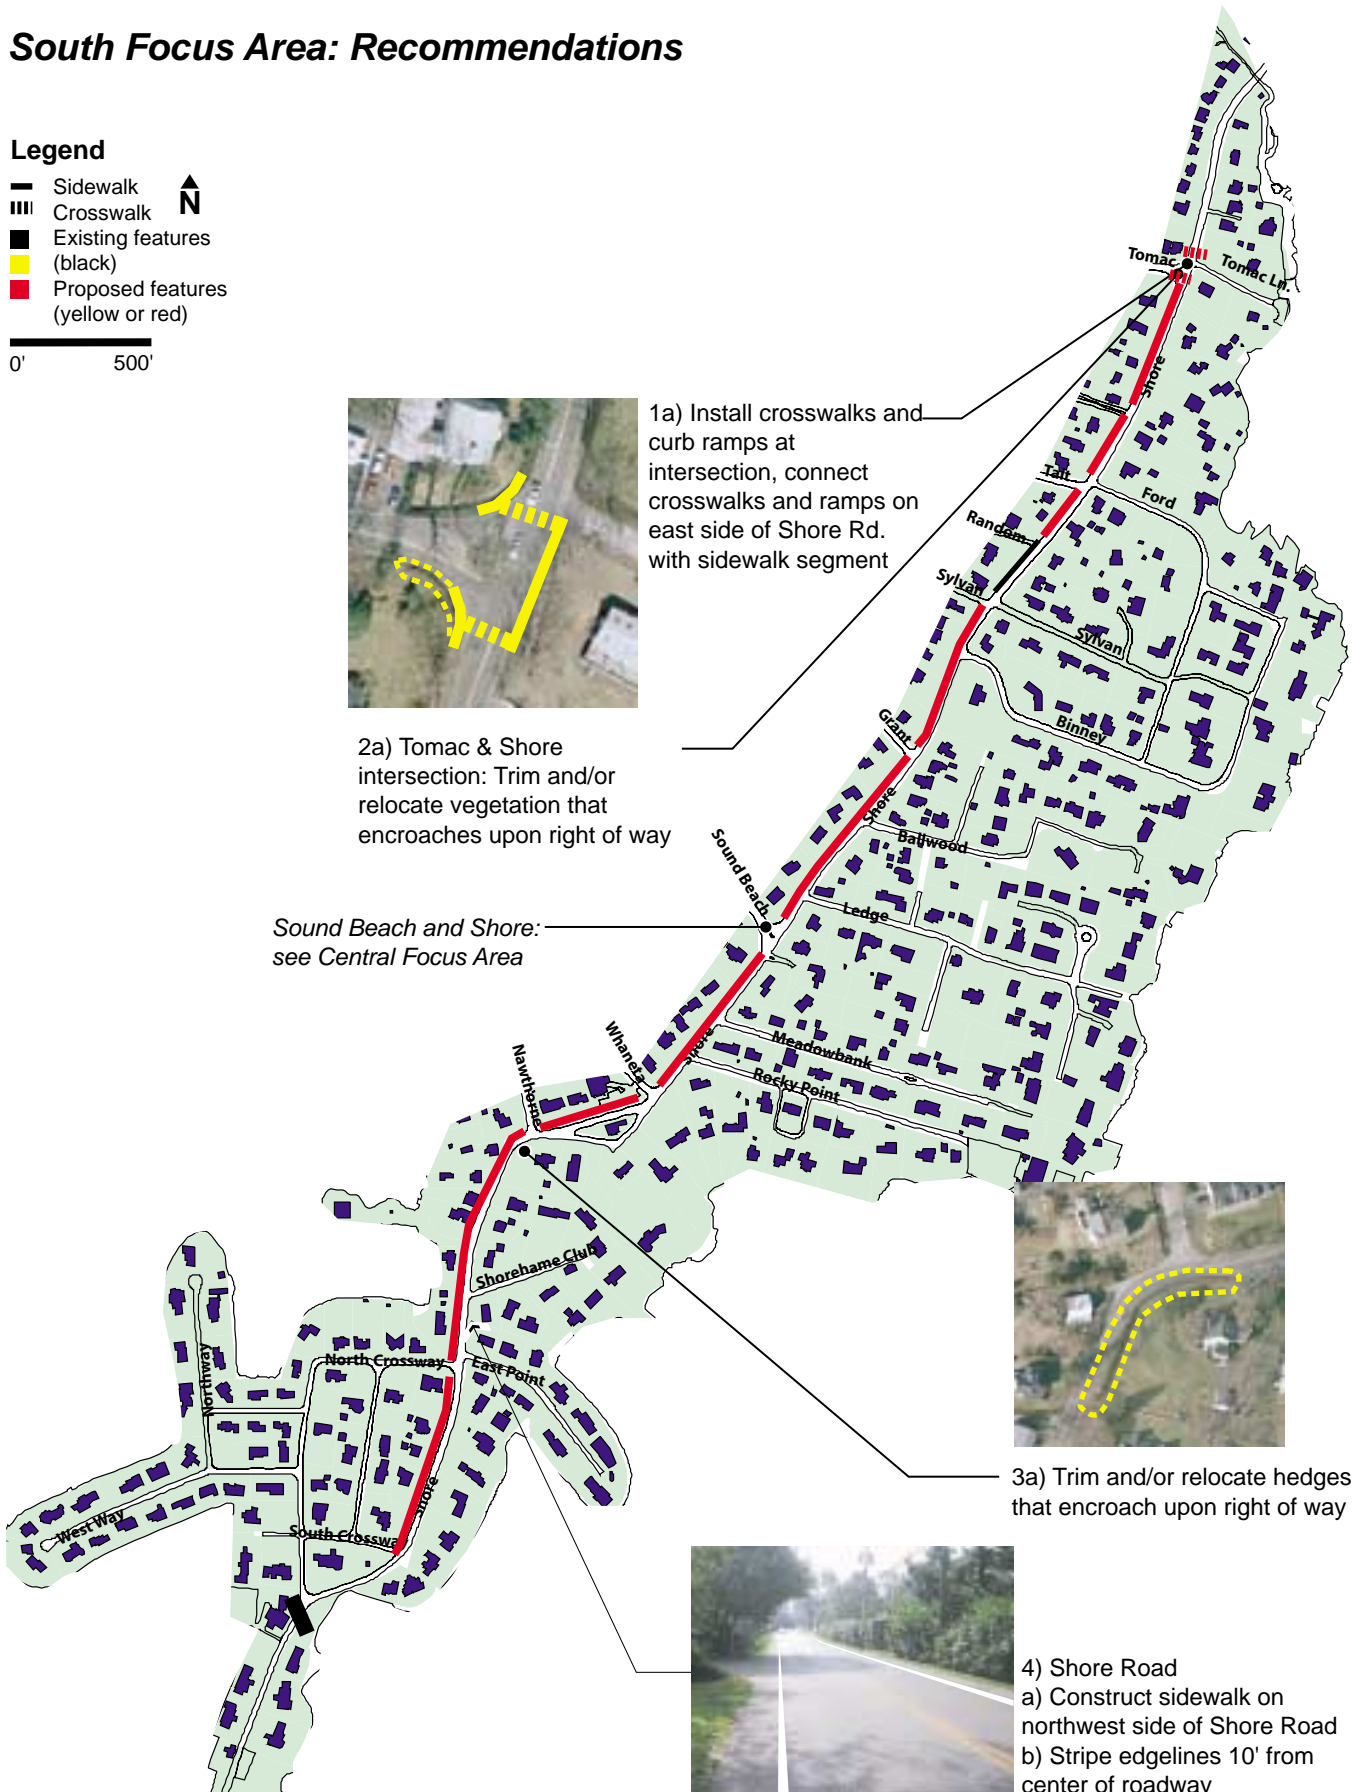 South Focus Area: Recommendations
Legend
Sidewalk
Crosswalk
N
Existing features
(black)
Proposed features
(yellow or red)
0' 500'
Tomac
Tomac Ln.
Shore
1a) Install crosswalks and
curb ramps at
intersection, connect
crosswalks and ramps on
east side of Shore Rd.
with sidewalk segment
Tait
Ford
Random
Sylvan
Sylvan
Binney
Grant
2a) Tomac & Shore
intersection: Trim and/or
relocate vegetation that
encroaches upon right of way
Shore
Ballwood
Sound Beach
Ledge
Sound Beach and Shore:
see Central Focus Area
Shore
Meadowbank
Whaneta
Rocky Point
Nawthorne
Shorehame Club
North Crossway
East Point
Northway
3a) Trim and/or relocate hedges
that encroach upon right of way
Shore
West Way
South Crossway
4) Shore Road
a) Construct sidewalk on
northwest side of Shore Road
b) Stripe edgelines 10' from
center of roadway